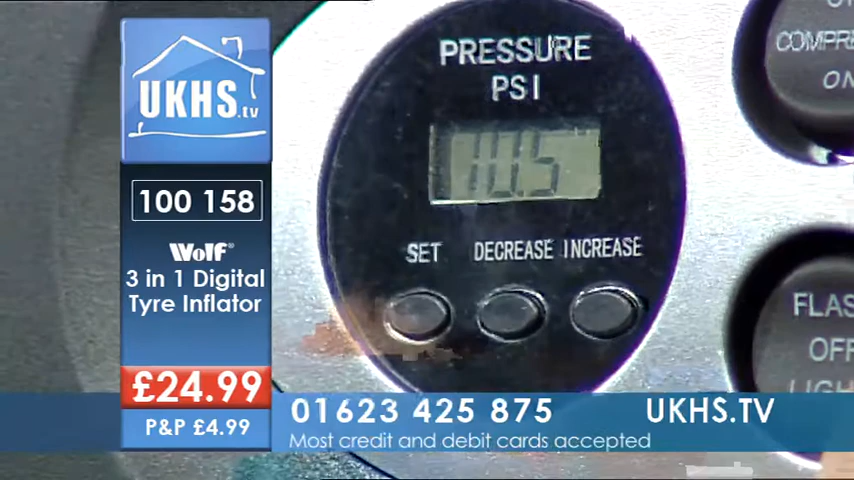 UKHS.tv
100 158
Wolf®
3 in 1 Digital
Tyre Inflator
£24.99
P&P £4.99
PRESSURE
PSI
10.5
SET DECREASE INCREASE
COMPRE
ON
FLAS
OFF
LIGH
01623 425 875 UKHS.TV
Most credit and debit cards accepted